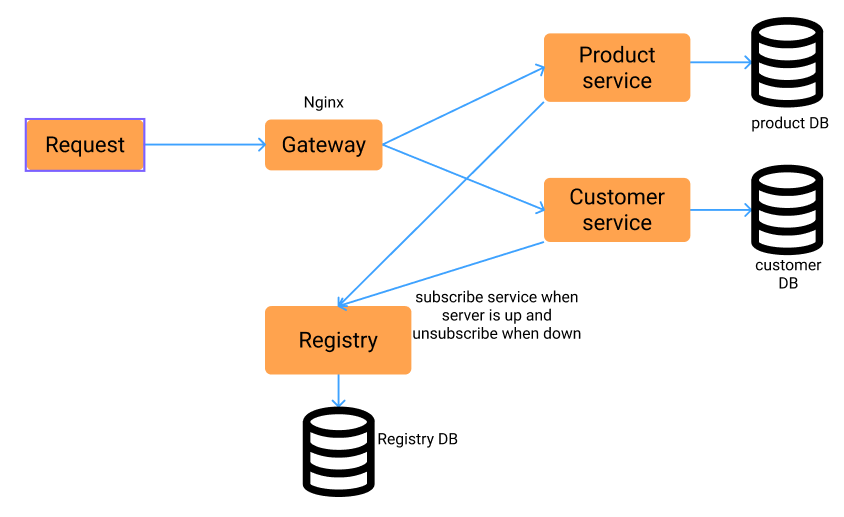 Product
service
product DB
Nginx
Request
Gateway
Customer
service
customer
DB
subscribe service when
server is up and
unsubscribe when down
Registry
Registry DB